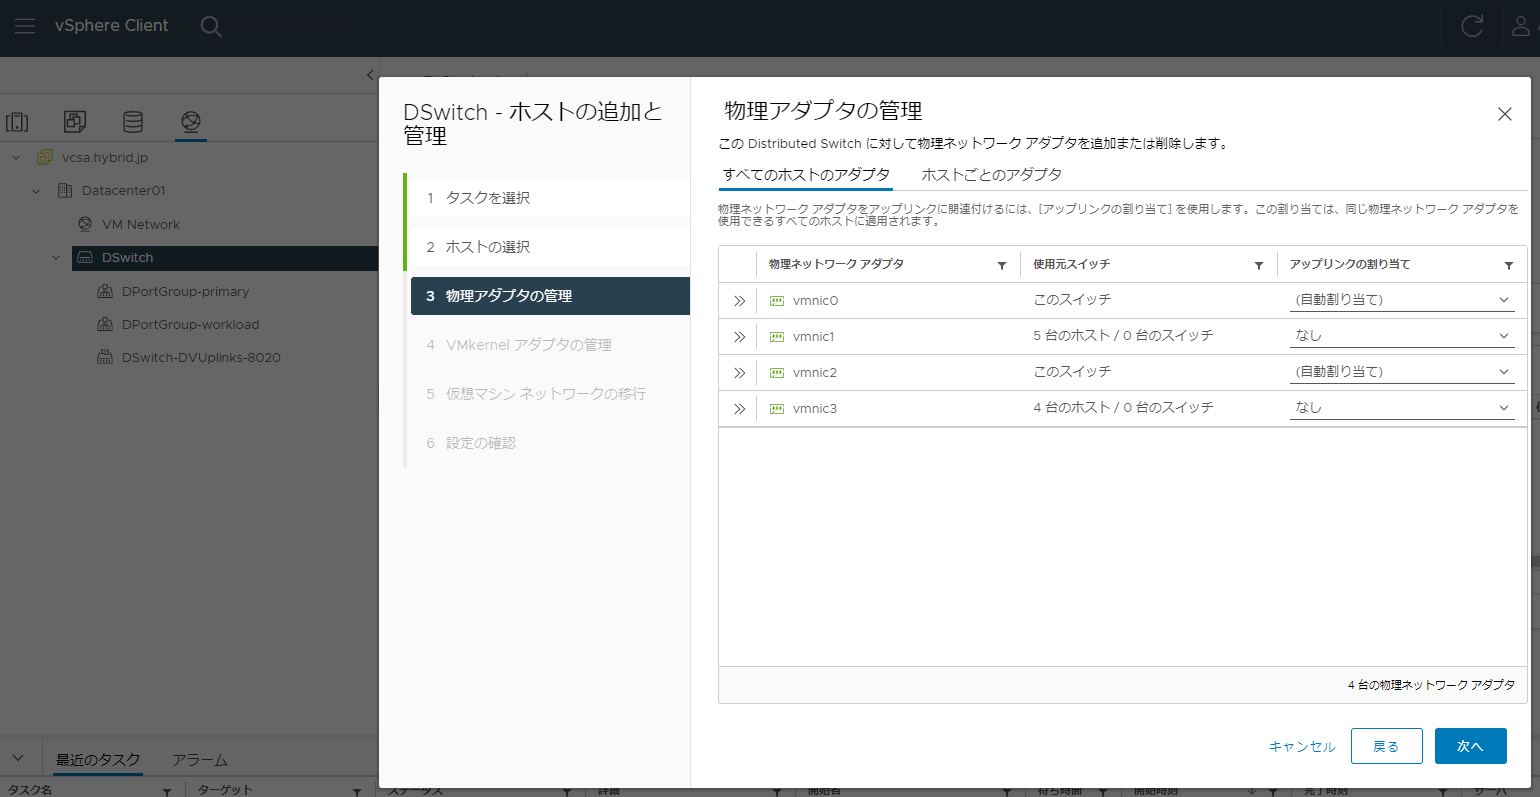 vSphere Client
vcsa.hybrid.jp
Datacenter01
VM Network
DSwitch
DPortGroup-primary
DPortGroup-workload
DSwitch-DVUplinks-8020
DSwitch - ホストの追加と
管理
1 タスクを選択
2 ホストの選択
3 物理アダプタの管理
4 VMkernel アダプタの管理
5 仮想マシン ネットワークの移行
6 設定の確認
物理アダプタの管理
この Distributed Switch に対して物理ネットワーク アダプタを追加または削除します。
すべてのホストのアダプタ ホストごとのアダプタ
物理ネットワーク アダプタをアップリンクに関連付けるには、[アップリンクの割り当て] を使用します。この割り当ては、同じ物理ネットワーク アダプタを
使用できるすべてのホストに適用されます。
物理ネットワーク アダプタ 使用元スイッチ アップリンクの割り当て
vmnic0 このスイッチ (自動割り当て)
vmnic1 5 台のホスト / 0 台のスイッチ なし
vmnic2 このスイッチ (自動割り当て)
vmnic3 4 台のホスト / 0 台のスイッチ なし
4 台の物理ネットワーク アダプタ
キャンセル 戻る 次へ
最近のタスク アラーム
タスク名 ターゲット ステータス 詳細 開始者 待ち時間 開始時刻 完了時刻 サーバ